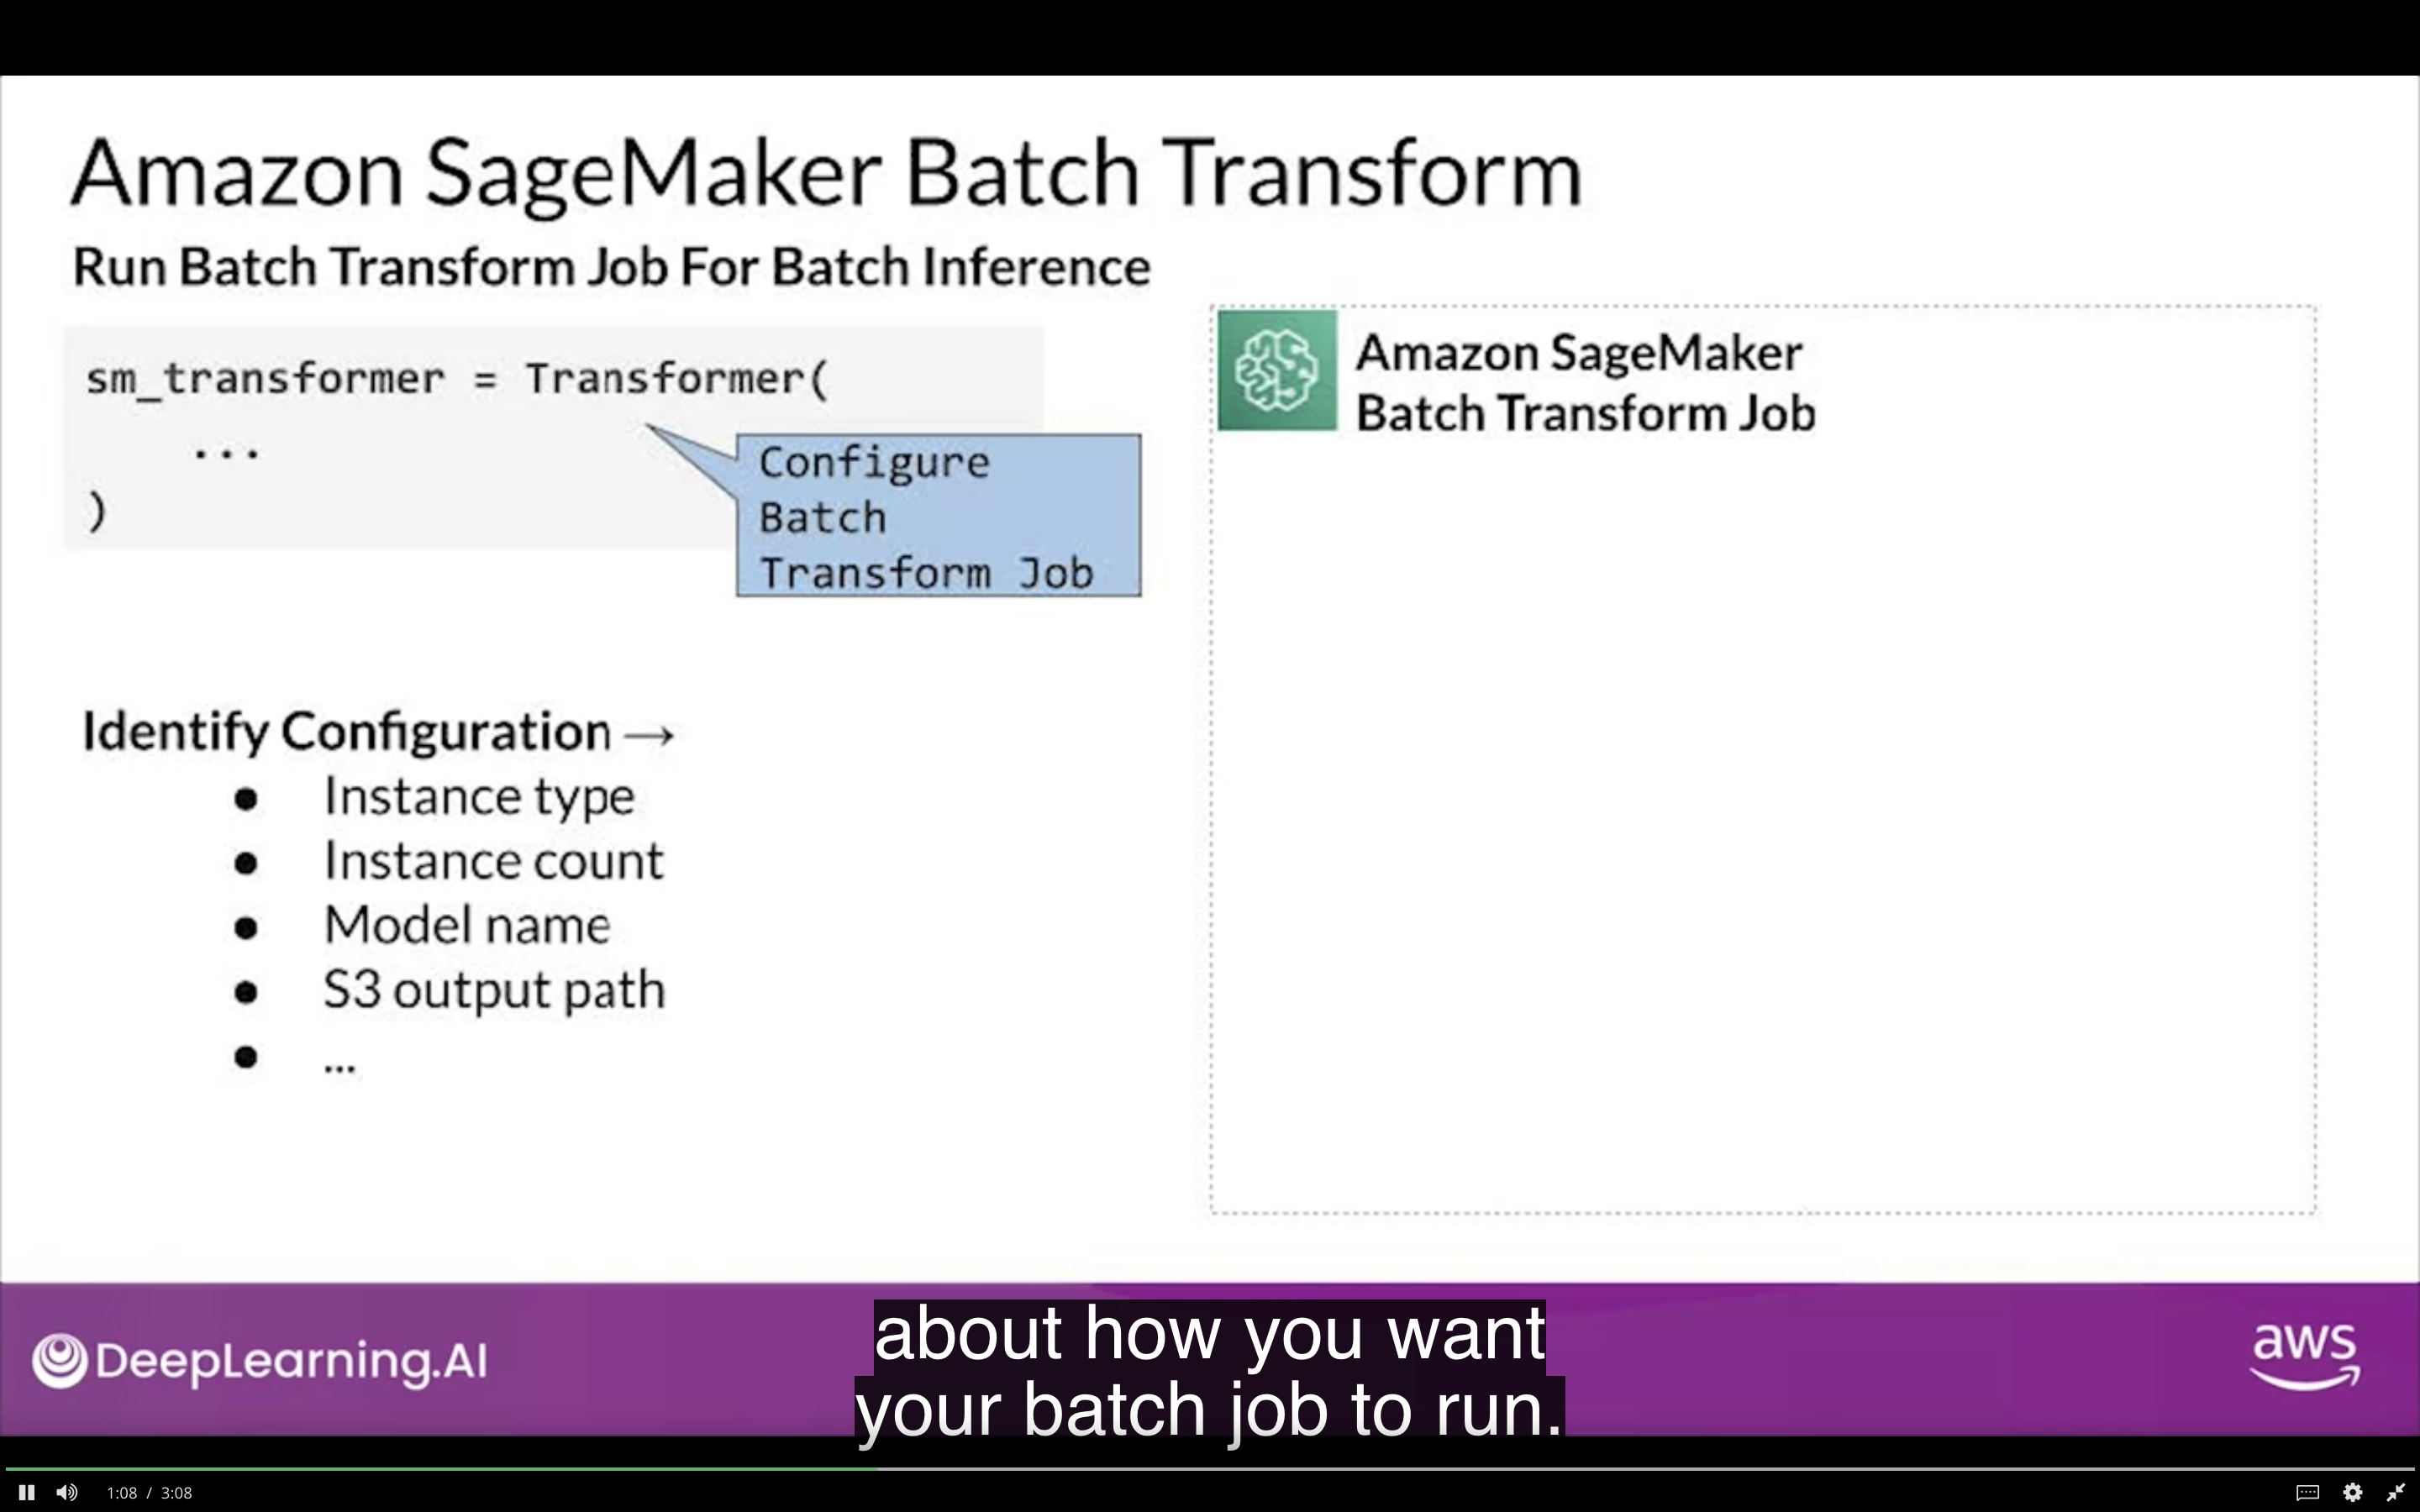 Amazon SageMaker Batch Transform
Run Batch Transform Job For Batch Inference
sm_transformer = Transformer(
...
)
Configure
Batch
Transform Job
Identify Configuration →
● Instance type
● Instance count
● Model name
● S3 output path
● ...
Amazon SageMaker
Batch Transform Job
DeepLearning.AI
about how you want
your batch job to run.
aws
1:08 / 3:08